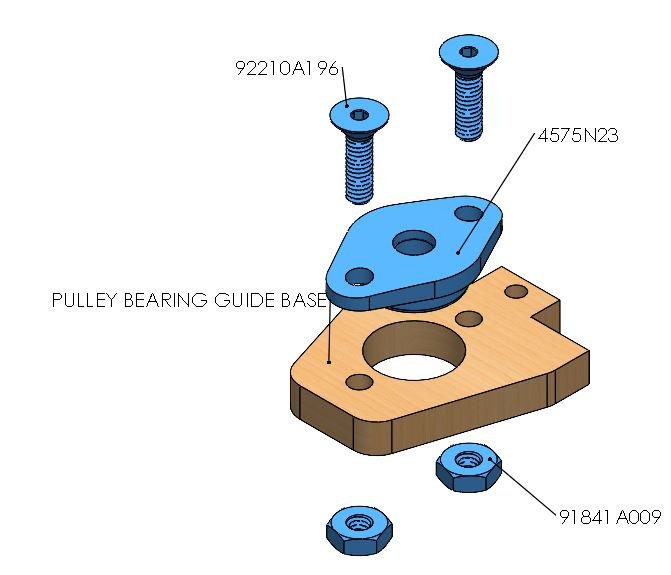 92210A196
4575N23
PULLEY BEARING GUIDE BASE
91841A009